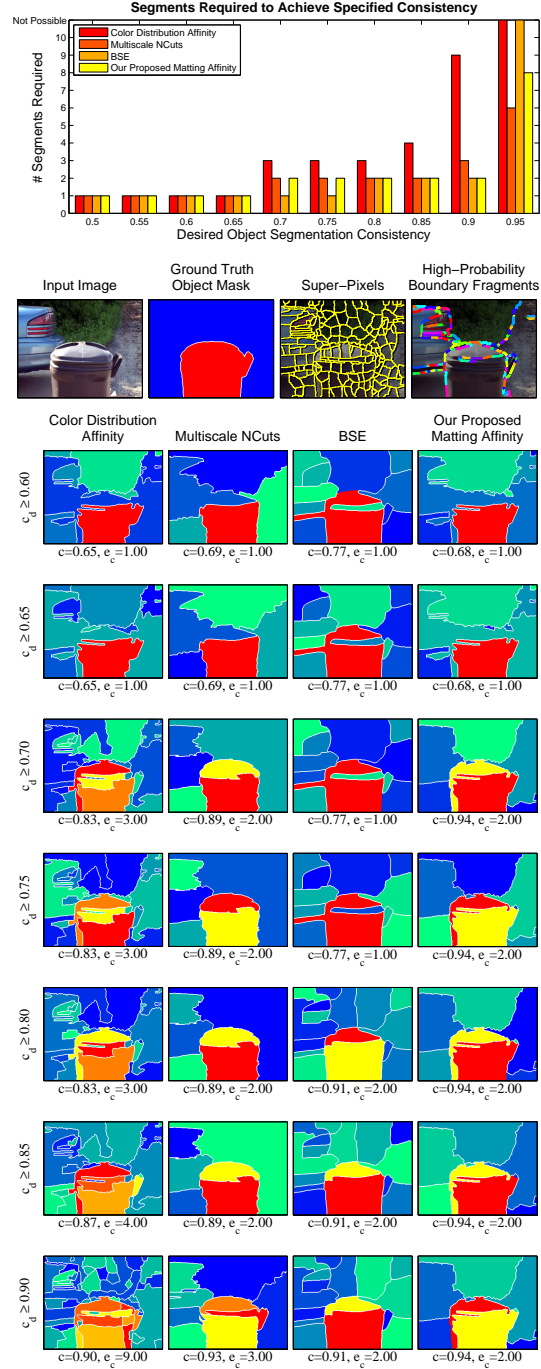 Segments Required to Achieve Specified Consistency
Not Possible
10
9
8
7
6
5
4
3
2
1
0
# Segments Required
Color Distribution Affinity
Multiscale NCuts
BSE
Our Proposed Matting Affinity
0.5 0.55 0.6 0.65 0.7 0.75 0.8 0.85 0.9 0.95
Desired Object Segmentation Consistency
Input Image
Ground Truth
Object Mask
Super−Pixels
High−Probability
Boundary Fragments
Color Distribution
Affinity
Multiscale NCuts
BSE
Our Proposed
Matting Affinity
c_d ≥ 0.60
c=0.65, e_c=1.00 c=0.69, e_c=1.00 c=0.77, e_c=1.00 c=0.68, e_c=1.00
c_d ≥ 0.65
c=0.65, e_c=1.00 c=0.69, e_c=1.00 c=0.77, e_c=1.00 c=0.68, e_c=1.00
c_d ≥ 0.70
c=0.83, e_c=3.00 c=0.89, e_c=2.00 c=0.77, e_c=1.00 c=0.94, e_c=2.00
c_d ≥ 0.75
c=0.83, e_c=3.00 c=0.89, e_c=2.00 c=0.77, e_c=1.00 c=0.94, e_c=2.00
c_d ≥ 0.80
c=0.83, e_c=3.00 c=0.89, e_c=2.00 c=0.91, e_c=2.00 c=0.94, e_c=2.00
c_d ≥ 0.85
c=0.87, e_c=4.00 c=0.89, e_c=2.00 c=0.91, e_c=2.00 c=0.94, e_c=2.00
c_d ≥ 0.90
c=0.90, e_c=9.00 c=0.93, e_c=3.00 c=0.91, e_c=2.00 c=0.94, e_c=2.00